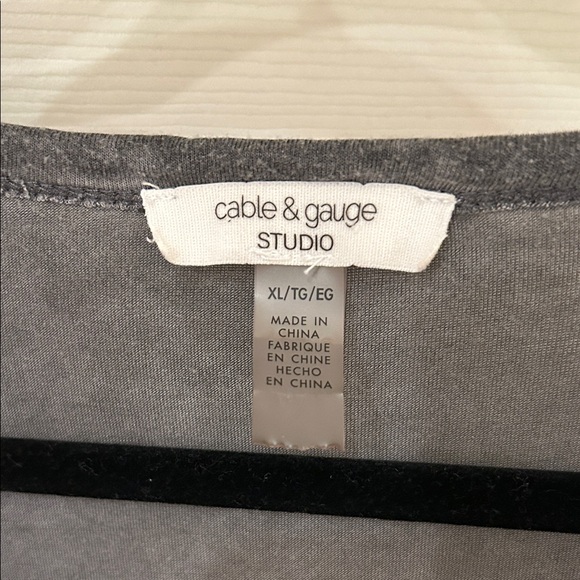 cable & gauge
STUDIO
XL/TG/EG
MADE IN
CHINA
FABRIQUE
EN CHINE
HECHO
EN CHINA